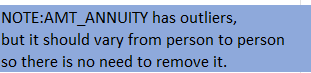 NOTE:AMT_ANNUITY has outliers,
but it should vary from person to person
so there is no need to remove it.